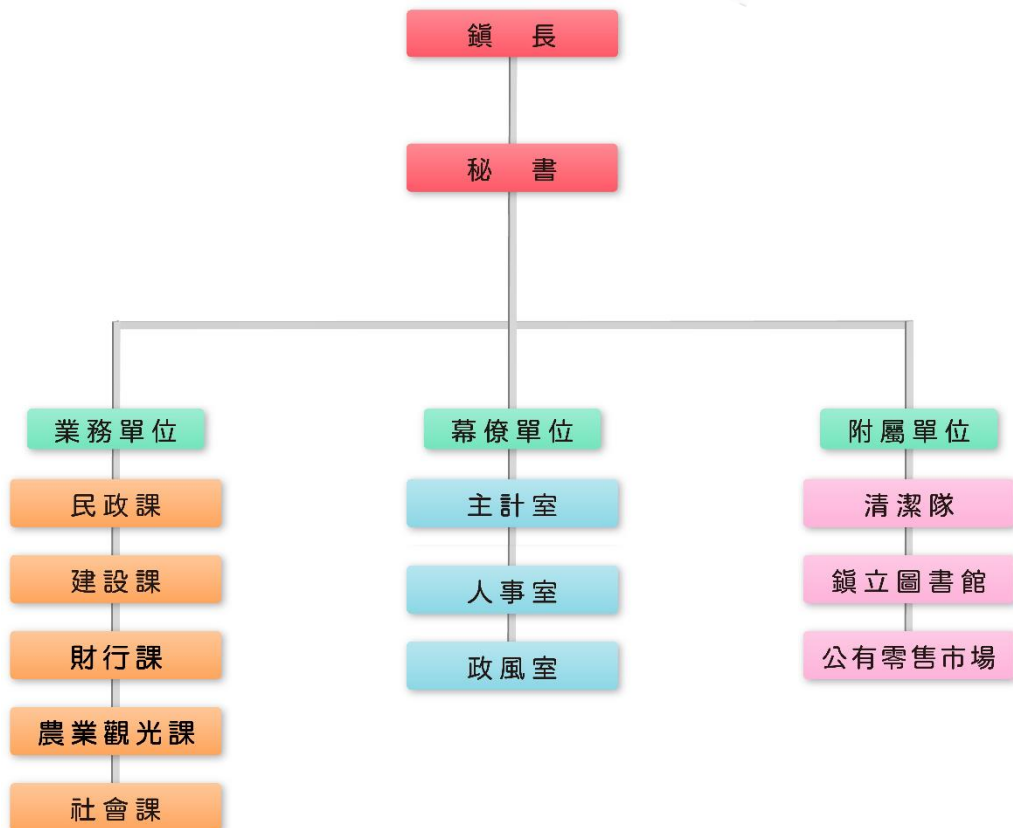 鎮長
秘書
業務單位
民政課
建設課
財行課
農業觀光課
社會課
幕僚單位
主計室
人事室
政風室
附屬單位
清潔隊
鎮立圖書館
公有零售市場